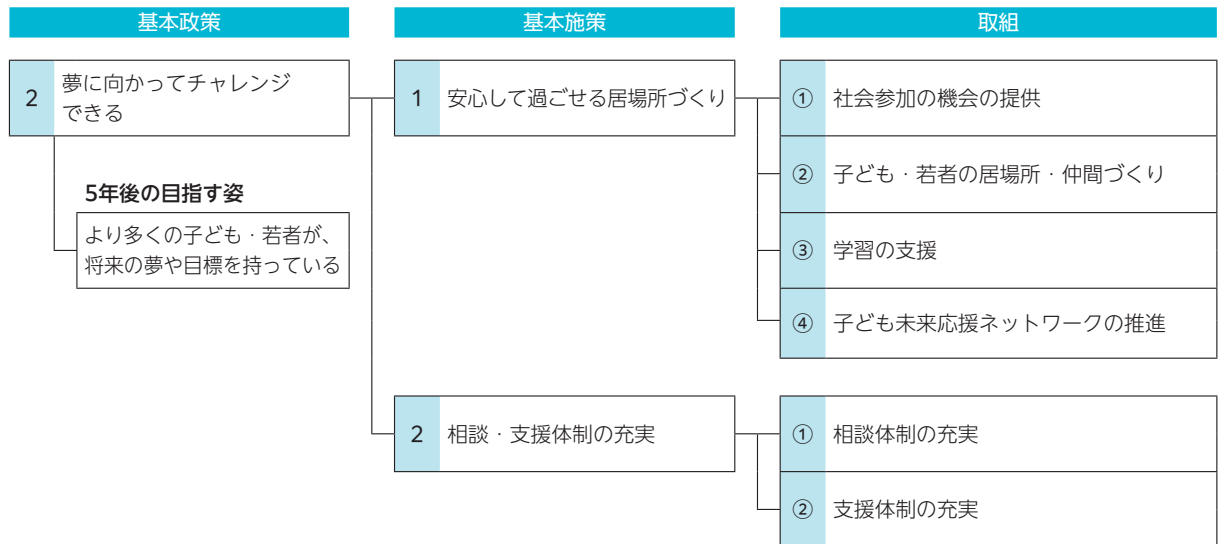 基本政策
基本施策
取組
2
夢に向かってチャレンジ
できる
5年後の目指す姿
より多くの子ども・若者が、
将来の夢や目標を持っている
1 安心して過ごせる居場所づくり
① 社会参加の機会の提供
② 子ども・若者の居場所・仲間づくり
③ 学習の支援
④ 子ども未来応援ネットワークの推進
2 相談・支援体制の充実
① 相談体制の充実
② 支援体制の充実